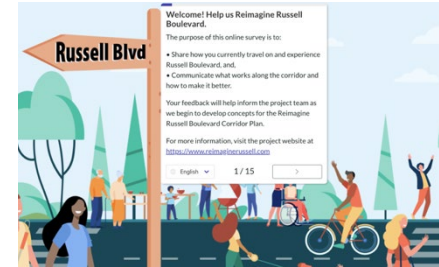 Welcome! Help us Reimagine Russell
Boulevard.
The purpose of this online survey is to:
• Share how you currently travel on and experience
Russell Boulevard, and,
• Communicate what works along the corridor and
how to make it better.
Your feedback will help inform the project team as
we begin to develop concepts for the Reimagine
Russell Boulevard Corridor Plan.
For more information, visit the project website at
https://www.reimaginerussell.com
English
1 / 15
Russell Blvd